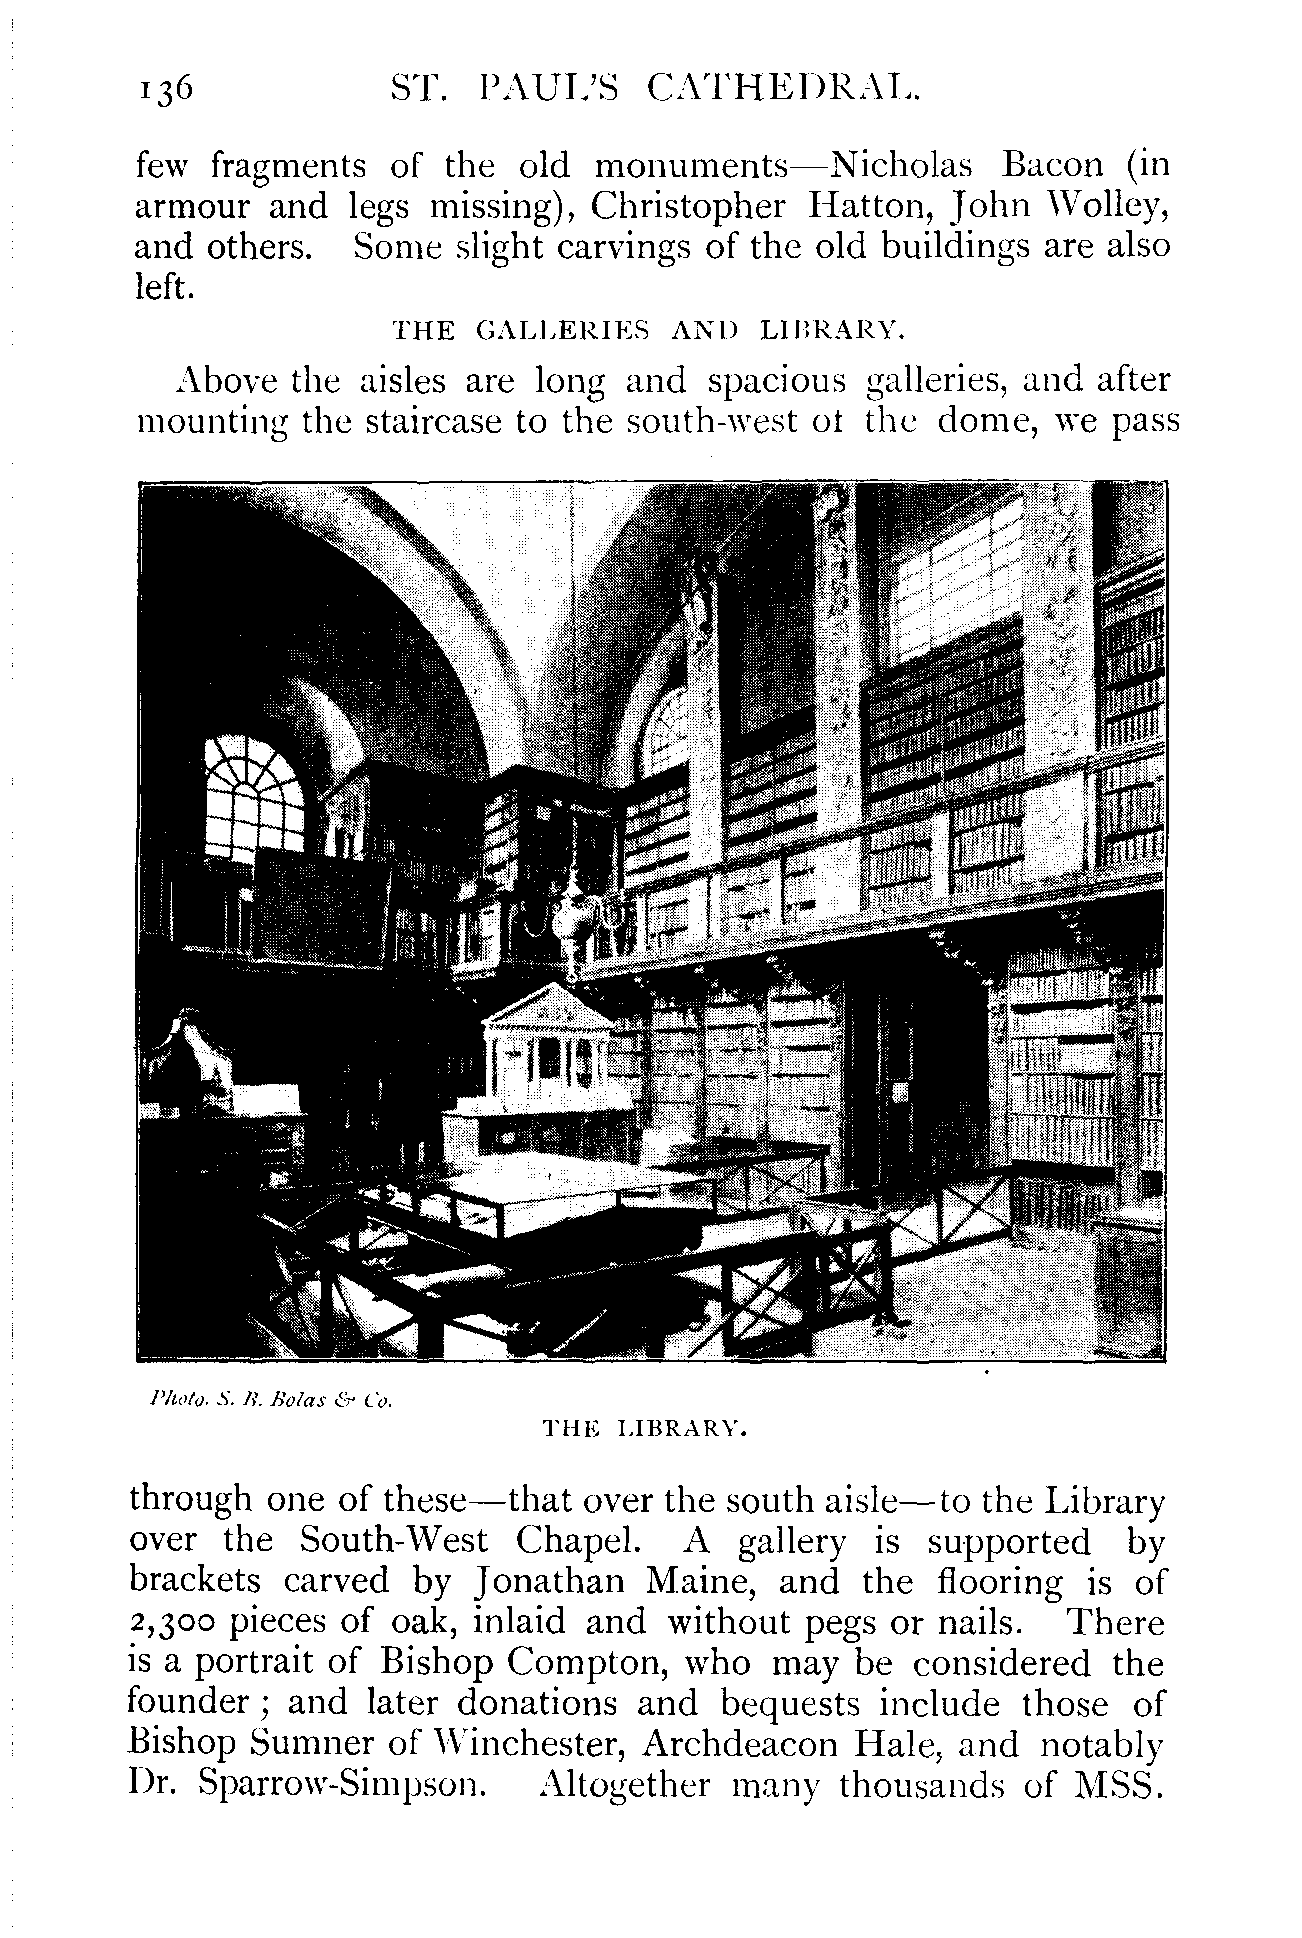 136 ST. PAUL'S CATHEDRAL.
few fragments of the old monuments—Nicholas Bacon (in
armour and legs missing), Christopher Hatton, John Wolley,
and others. Some slight carvings of the old buildings are also
left.
THE GALLERIES AND LIBRARY.
Above the aisles are long and spacious galleries, and after
mounting the staircase to the south-west of the dome, we pass
Photo. S. B. Bolas & Co.
THE LIBRARY.
through one of these—that over the south aisle—to the Library
over the South-West Chapel. A gallery is supported by
brackets carved by Jonathan Maine, and the flooring is of
2,300 pieces of oak, inlaid and without pegs or nails. There
is a portrait of Bishop Compton, who may be considered the
founder; and later donations and bequests include those of
Bishop Sumner of Winchester, Archdeacon Hale, and notably
Dr. Sparrow-Simpson. Altogether many thousands of MSS.